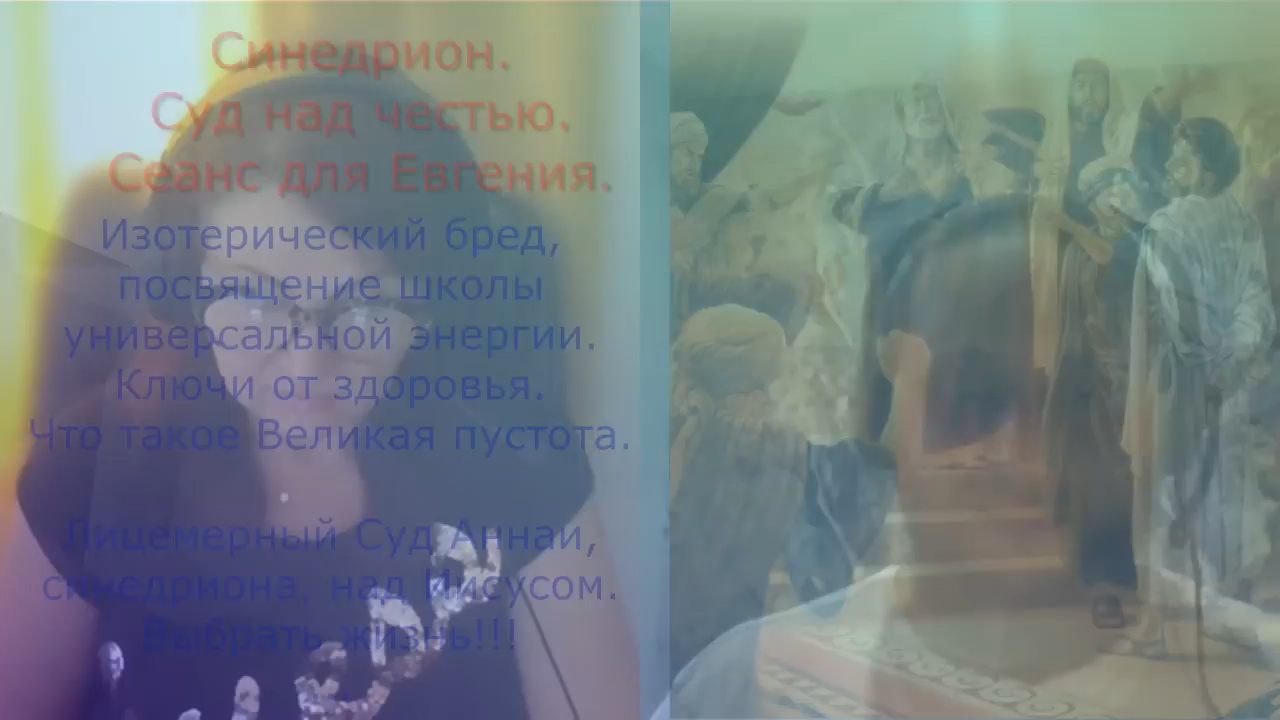 Синедрион.
Суд над честью.
Сеанс для Евгения.
Изотерический бред,
посвящение школы
универсальной энергии.
Ключи от здоровья.
Что такое Великая пустота.
Лицемерный Суд Аннаи,
синедриона, над Иисусом.
Выбрать жизнь!!!